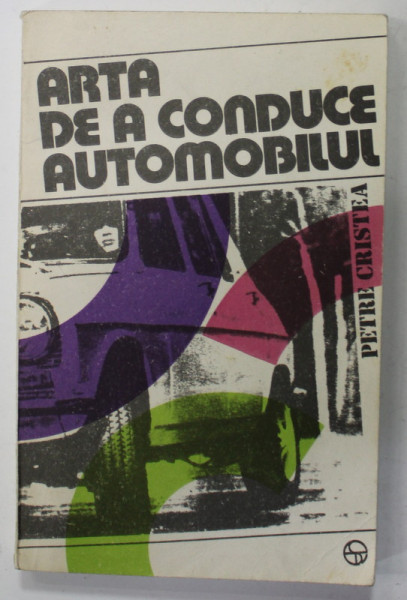 ARTA
DE A CONDUCE
AUTOMOBILUL
PETRE CRISTEA